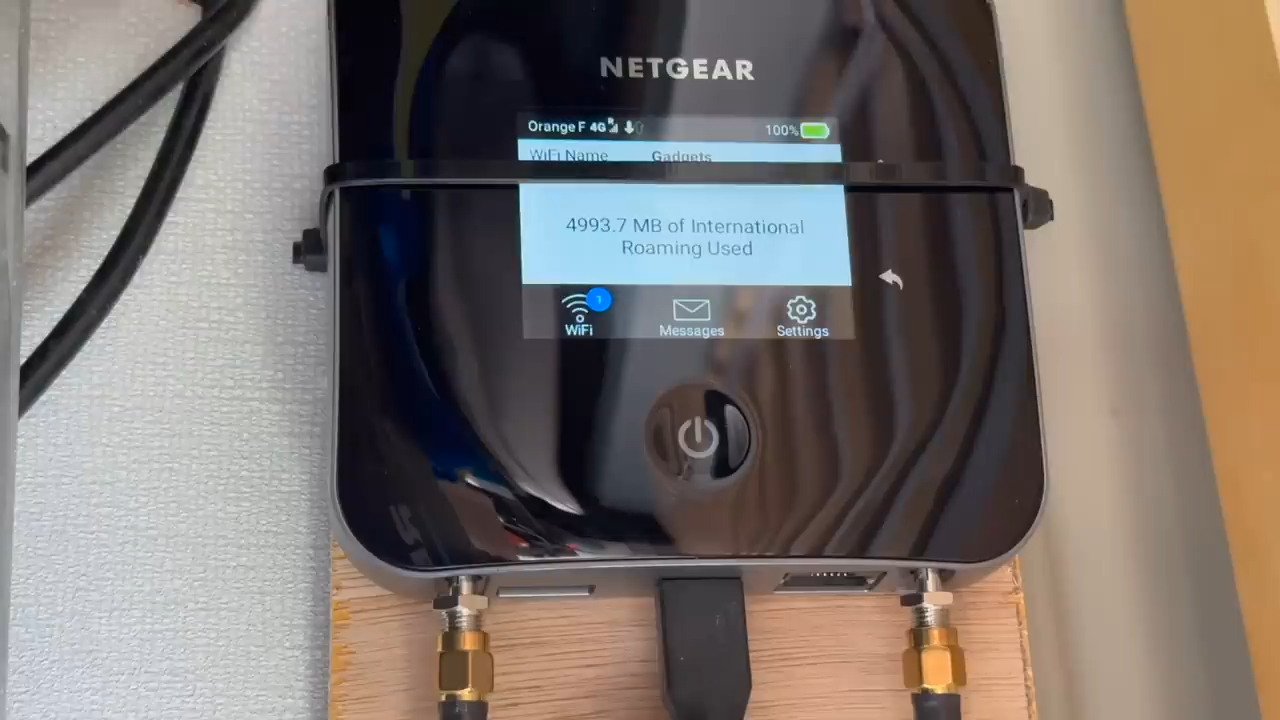 NETGEAR
Orange F 4G R 100%
WiFi Name Gadgets
4993.7 MB of International
Roaming Used
1
WiFi Messages Settings